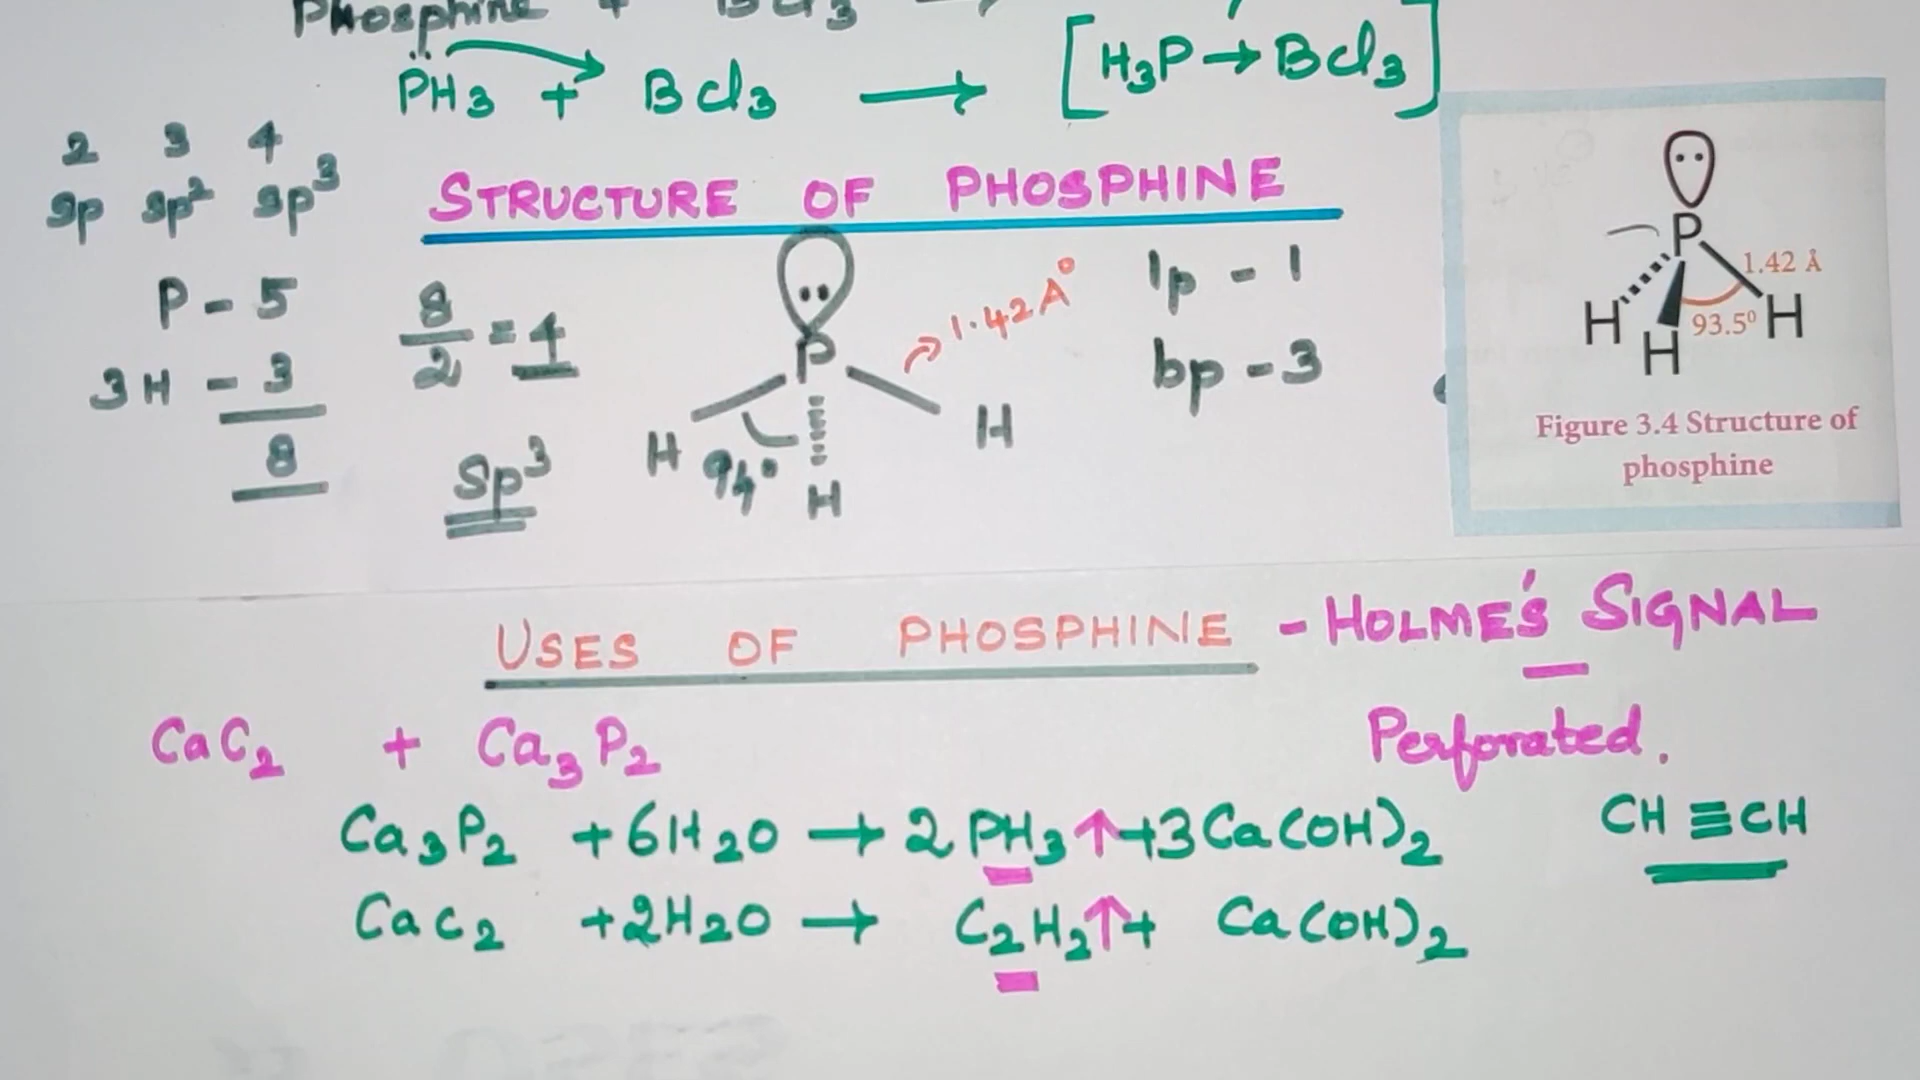 Phosphine + BCl3 →
P̈H3 + BCl3 → [H3P→BCl3]
2 3 4
sp sp² sp³
STRUCTURE OF PHOSPHINE
P - 5
3H - 3
8
8/2 = 4
sp³
P
1.42A°
H
94°
H
H
lp - 1
bp - 3
P
1.42 Å
93.5⁰
H
H
H
Figure 3.4 Structure of
phosphine
USES OF PHOSPHINE - HOLME'S SIGNAL
CaC2 + Ca3P2
Perforated.
Ca3P2 + 6H2O → 2PH3↑ + 3Ca(OH)2
CH≡CH
CaC2 + 2H2O → C2H2↑ + Ca(OH)2